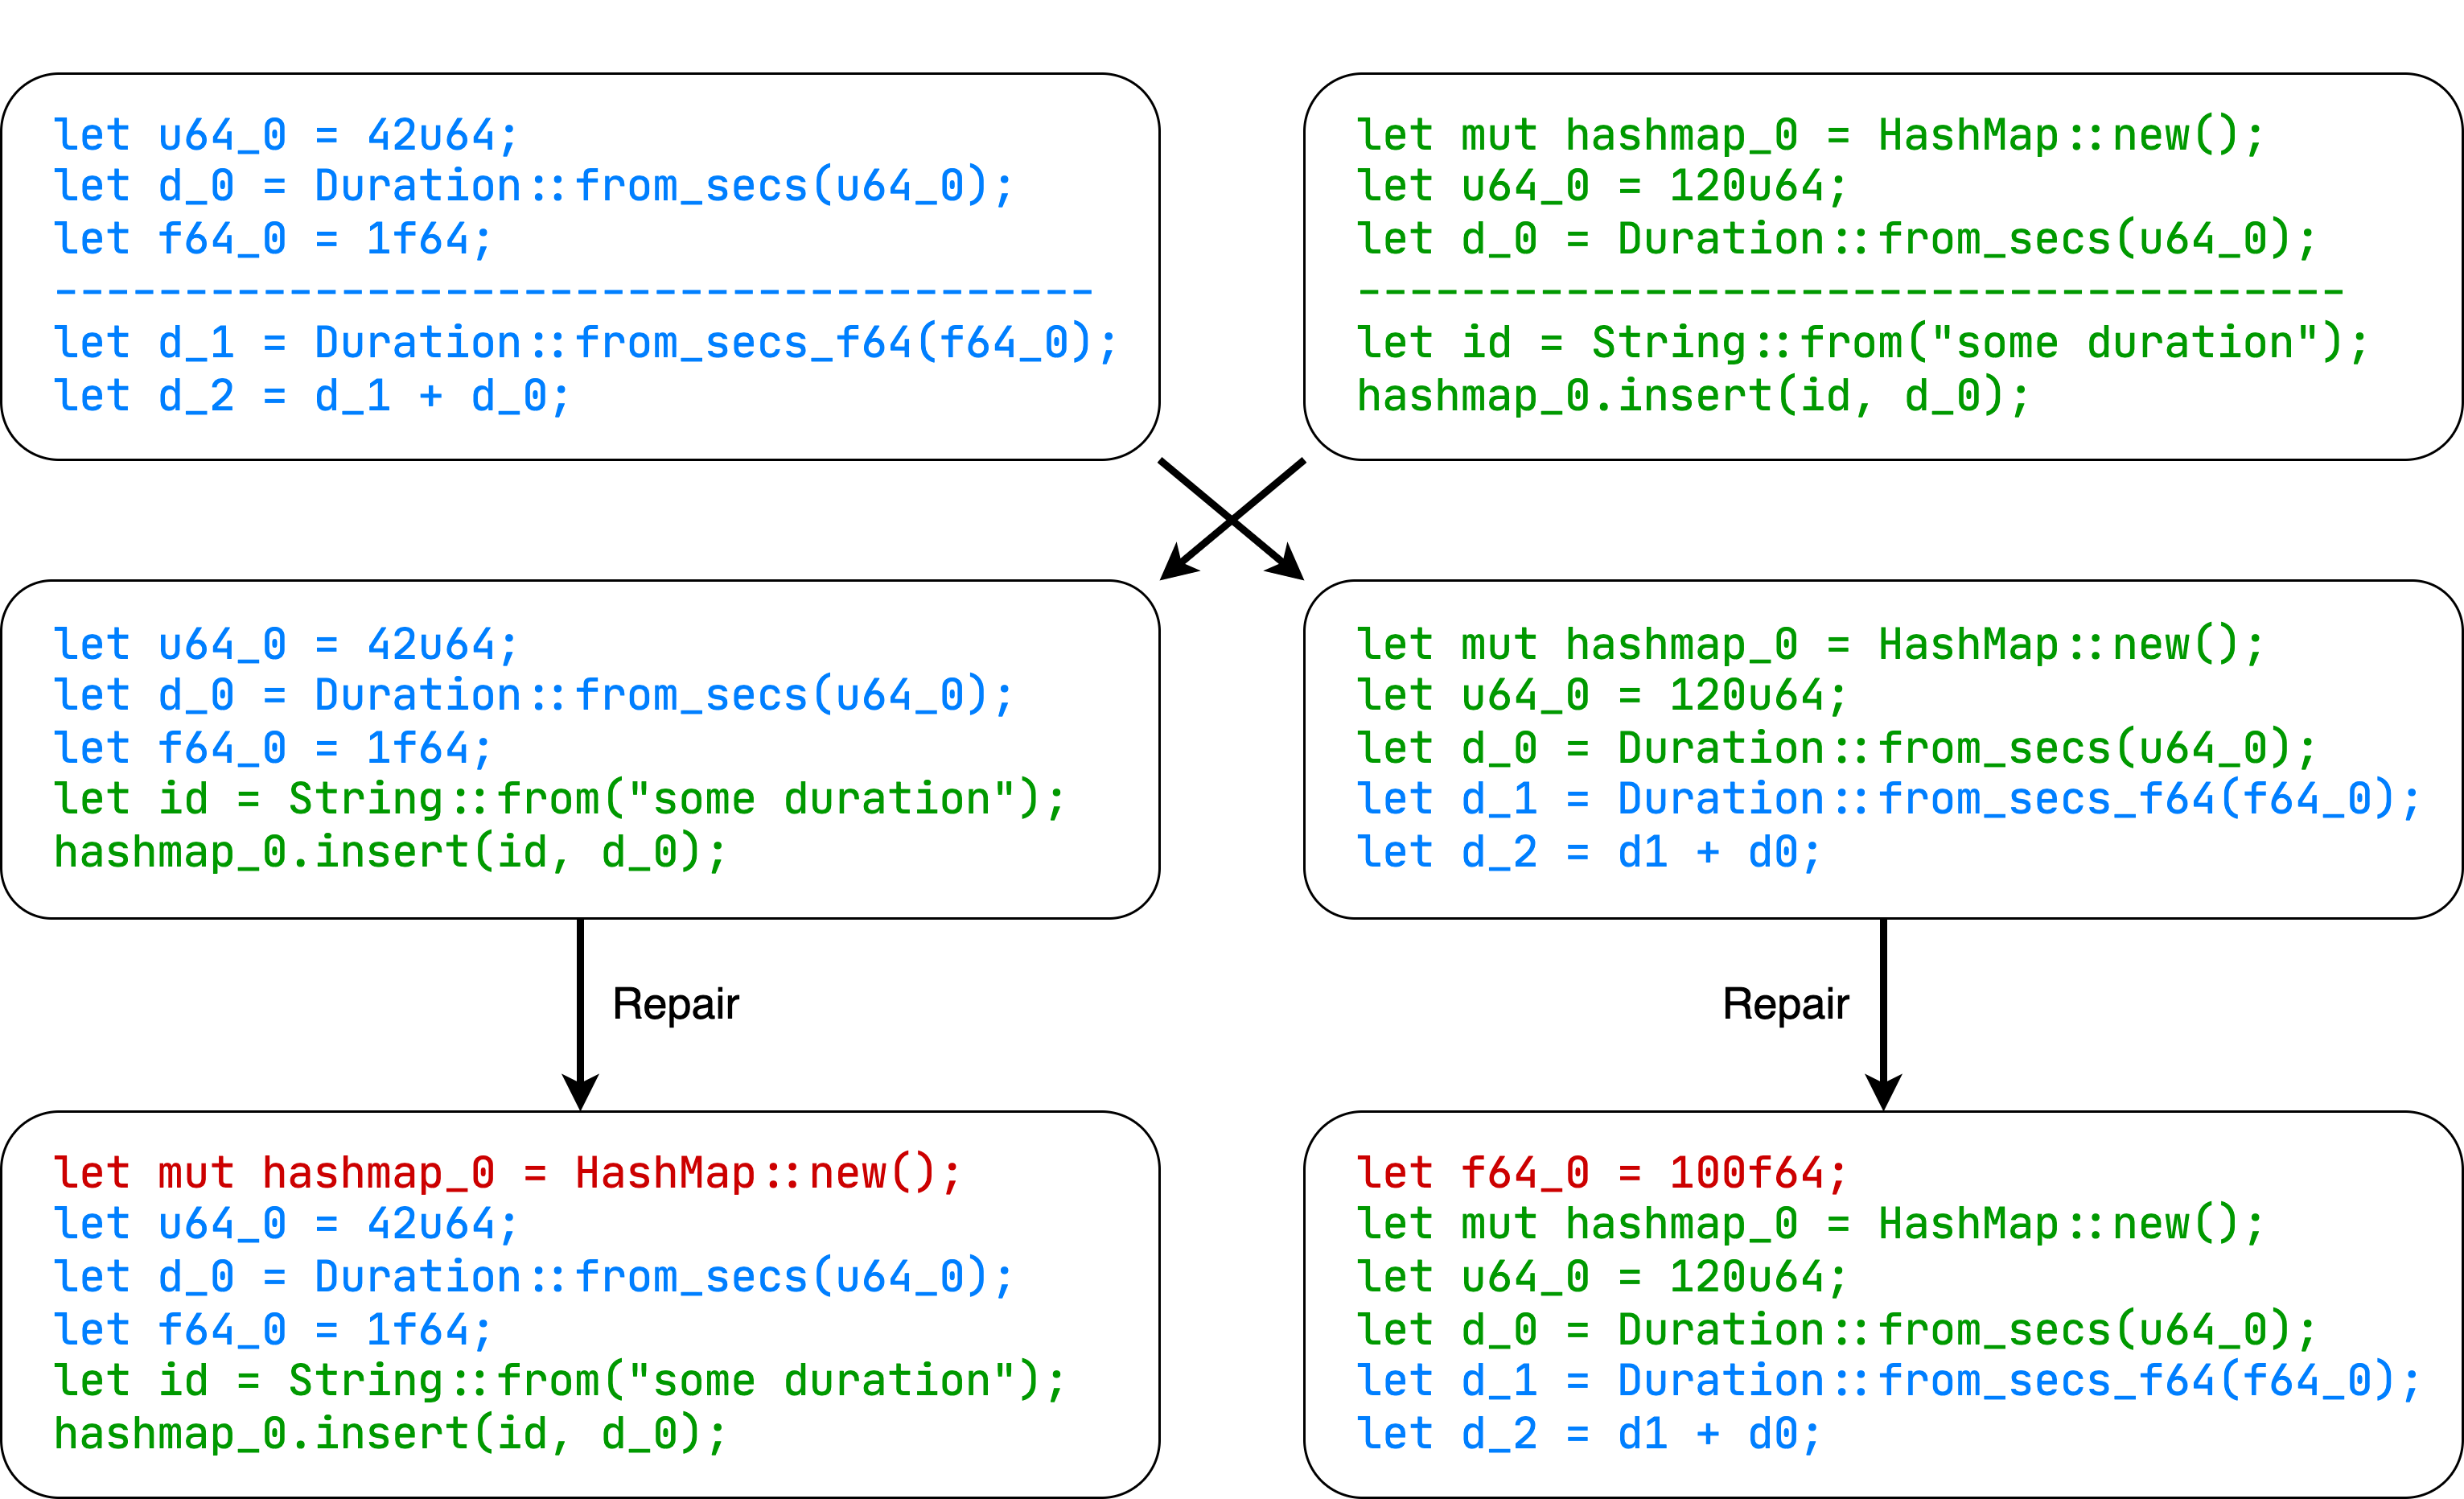 let u64_0 = 42u64;
let d_0 = Duration::from_secs(u64_0);
let f64_0 = 1f64;
----------------------------------------
let d_1 = Duration::from_secs_f64(f64_0);
let d_2 = d_1 + d_0;
let mut hashmap_0 = HashMap::new();
let u64_0 = 120u64;
let d_0 = Duration::from_secs(u64_0);
--------------------------------------
let id = String::from("some duration");
hashmap_0.insert(id, d_0);
let u64_0 = 42u64;
let d_0 = Duration::from_secs(u64_0);
let f64_0 = 1f64;
let id = String::from("some duration");
hashmap_0.insert(id, d_0);
let mut hashmap_0 = HashMap::new();
let u64_0 = 120u64;
let d_0 = Duration::from_secs(u64_0);
let d_1 = Duration::from_secs_f64(f64_0);
let d_2 = d1 + d0;
Repair
Repair
let mut hashmap_0 = HashMap::new();
let u64_0 = 42u64;
let d_0 = Duration::from_secs(u64_0);
let f64_0 = 1f64;
let id = String::from("some duration");
hashmap_0.insert(id, d_0);
let f64_0 = 100f64;
let mut hashmap_0 = HashMap::new();
let u64_0 = 120u64;
let d_0 = Duration::from_secs(u64_0);
let d_1 = Duration::from_secs_f64(f64_0);
let d_2 = d1 + d0;